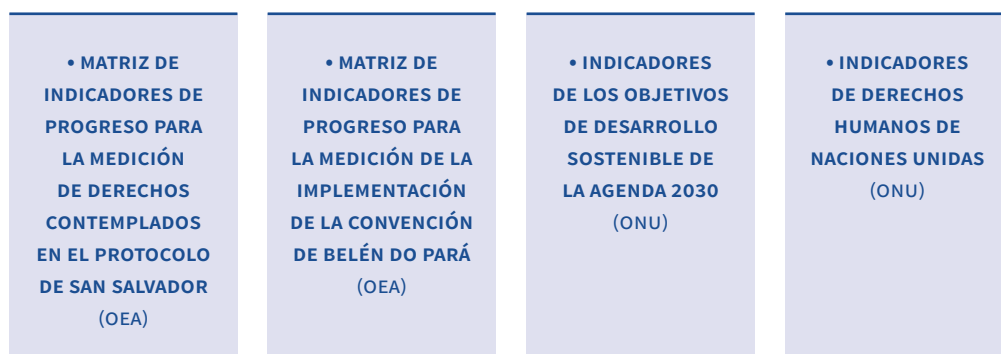 • MATRIZ DE
INDICADORES DE
PROGRESO PARA
LA MEDICIÓN
DE DERECHOS
CONTEMPLADOS
EN EL PROTOCOLO
DE SAN SALVADOR
(OEA)
• MATRIZ DE
INDICADORES DE
PROGRESO PARA
LA MEDICIÓN DE LA
IMPLEMENTACIÓN
DE LA CONVENCIÓN
DE BELÉN DO PARÁ
(OEA)
• INDICADORES
DE LOS OBJETIVOS
DE DESARROLLO
SOSTENIBLE DE
LA AGENDA 2030
(ONU)
• INDICADORES
DE DERECHOS
HUMANOS DE
NACIONES UNIDAS
(ONU)